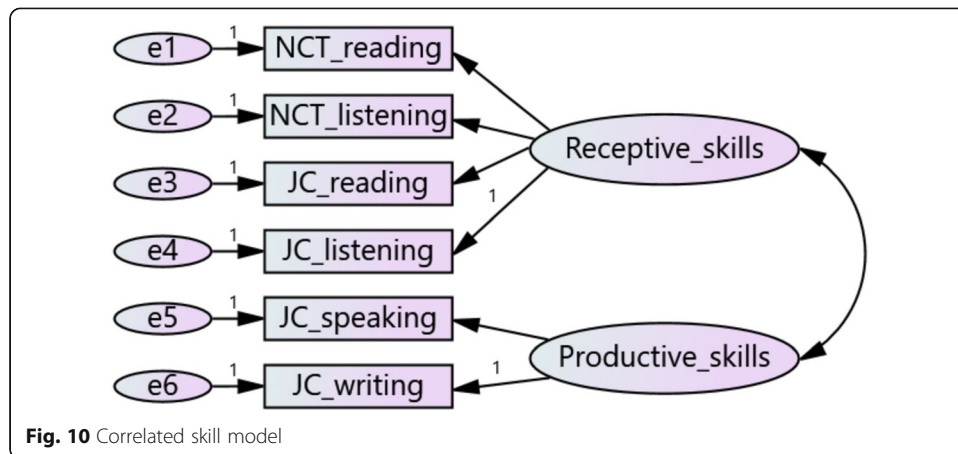 e1 1 NCT_reading
e2 1 NCT_listening
Receptive_skills
e3 1 JC_reading
1
e4 1 JC_listening
e5 1 JC_speaking
Productive_skills
e6 1 JC_writing 1
Fig. 10 Correlated skill model